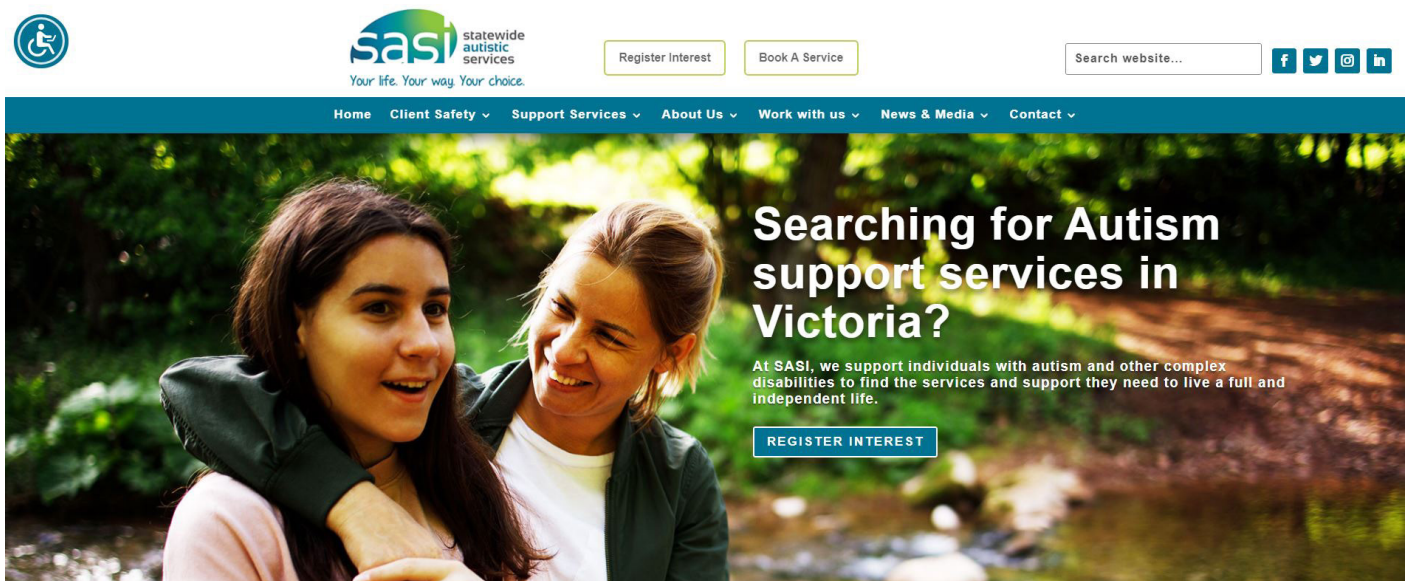 sasi
statewide
autistic
services
Your life. Your way. Your choice.
Register Interest
Book A Service
Search website...
Home Client Safety Support Services About Us Work with us News & Media Contact
Searching for Autism
support services in
Victoria?
At SASI, we support individuals with autism and other complex
disabilities to find the services and support they need to live a full and
independent life.
REGISTER INTEREST